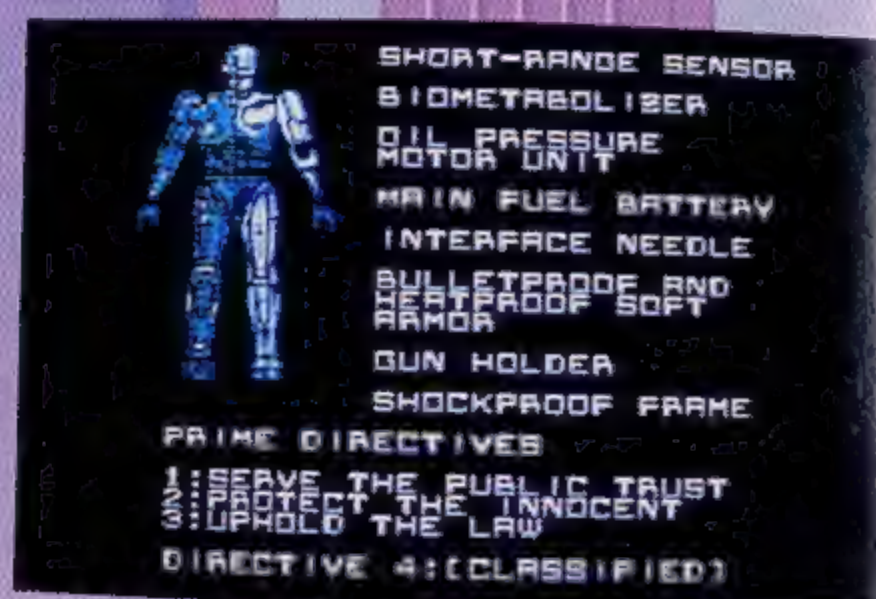 SHORT-RANGE SENSOR
BIOMETABOLIZER
OIL PRESSURE
MOTOR UNIT
MAIN FUEL BATTERY
INTERFACE NEEDLE
BULLETPROOF AND
HEATPROOF SOFT
ARMOR
GUN HOLDER
SHOCKPROOF FRAME
PRIME DIRECTIVES
1:SERVE THE PUBLIC TRUST
2:PROTECT THE INNOCENT
3:UPHOLD THE LAW
DIRECTIVE 4:[CLASSIFIED]